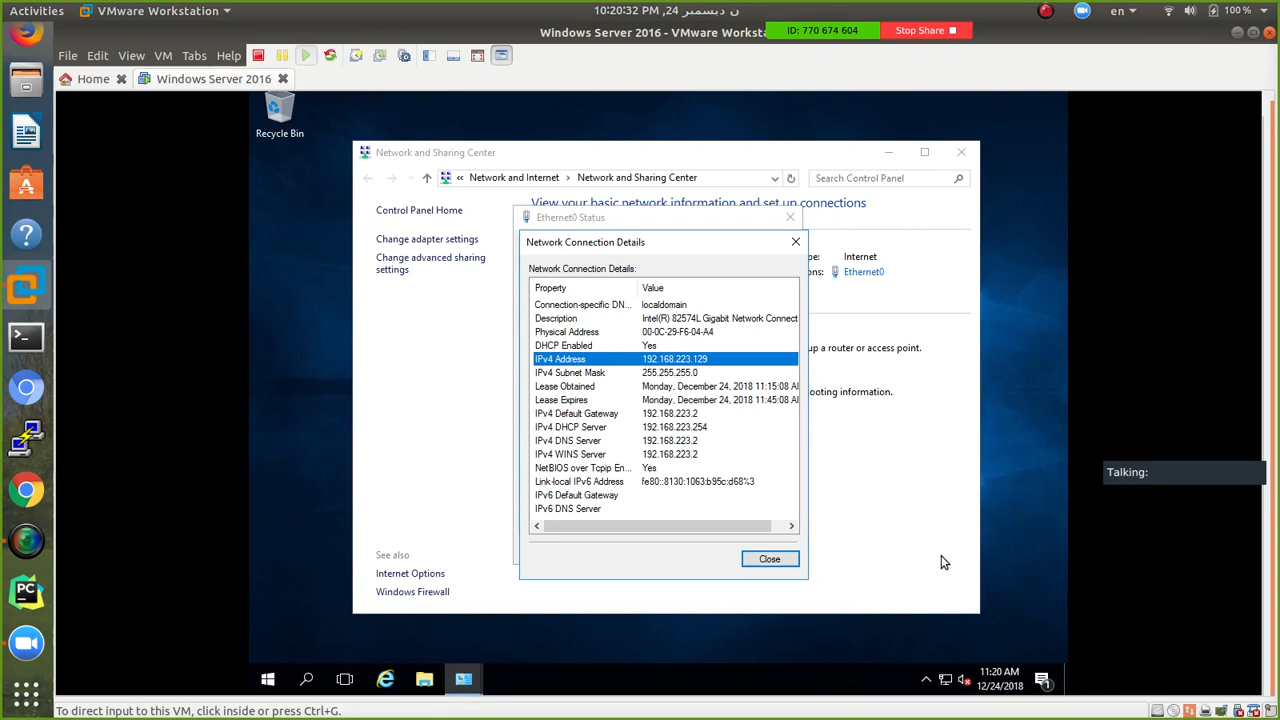 Activities
VMware Workstation
ن ديسمبر 24, 10:20:32 PM
en
100 %
Windows Server 2016 - VMware Worksta
ID: 770 674 604
Stop Share
File Edit View VM Tabs Help
Home
Windows Server 2016
Recycle Bin
Network and Sharing Center
« Network and Internet › Network and Sharing Center
Search Control Panel
Control Panel Home
View your basic network information and set up connections
Ethernet0 Status
Change adapter settings
Change advanced sharing
settings
Network Connection Details
pe: Internet
ons: Ethernet0
Network Connection Details:
Property Value
Connection-specific DN... localdomain
Description Intel(R) 82574L Gigabit Network Connect
Physical Address 00-0C-29-F6-04-A4
DHCP Enabled Yes
IPv4 Address 192.168.223.129
IPv4 Subnet Mask 255.255.255.0
Lease Obtained Monday, December 24, 2018 11:15:08 Al
Lease Expires Monday, December 24, 2018 11:45:08 Al
IPv4 Default Gateway 192.168.223.2
IPv4 DHCP Server 192.168.223.254
IPv4 DNS Server 192.168.223.2
IPv4 WINS Server 192.168.223.2
NetBIOS over Tcpip En... Yes
Link-local IPv6 Address fe80::8130:1063:b95c:d68%3
IPv6 Default Gateway
IPv6 DNS Server
up a router or access point.
ooting information.
Close
Talking:
See also
Internet Options
Windows Firewall
PC
11:20 AM
12/24/2018
1
To direct input to this VM, click inside or press Ctrl+G.